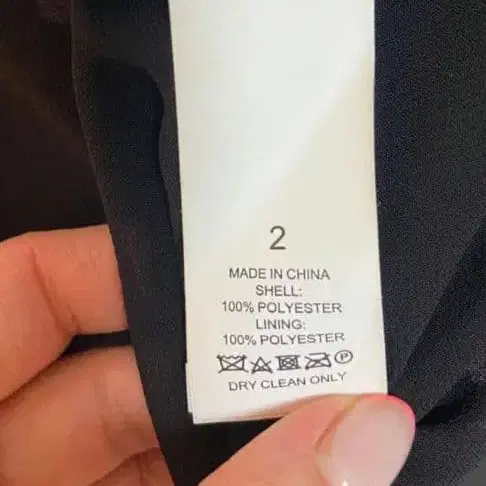 2
MADE IN CHINA
SHELL:
100% POLYESTER
LINING:
100% POLYESTER
P
DRY CLEAN ONLY